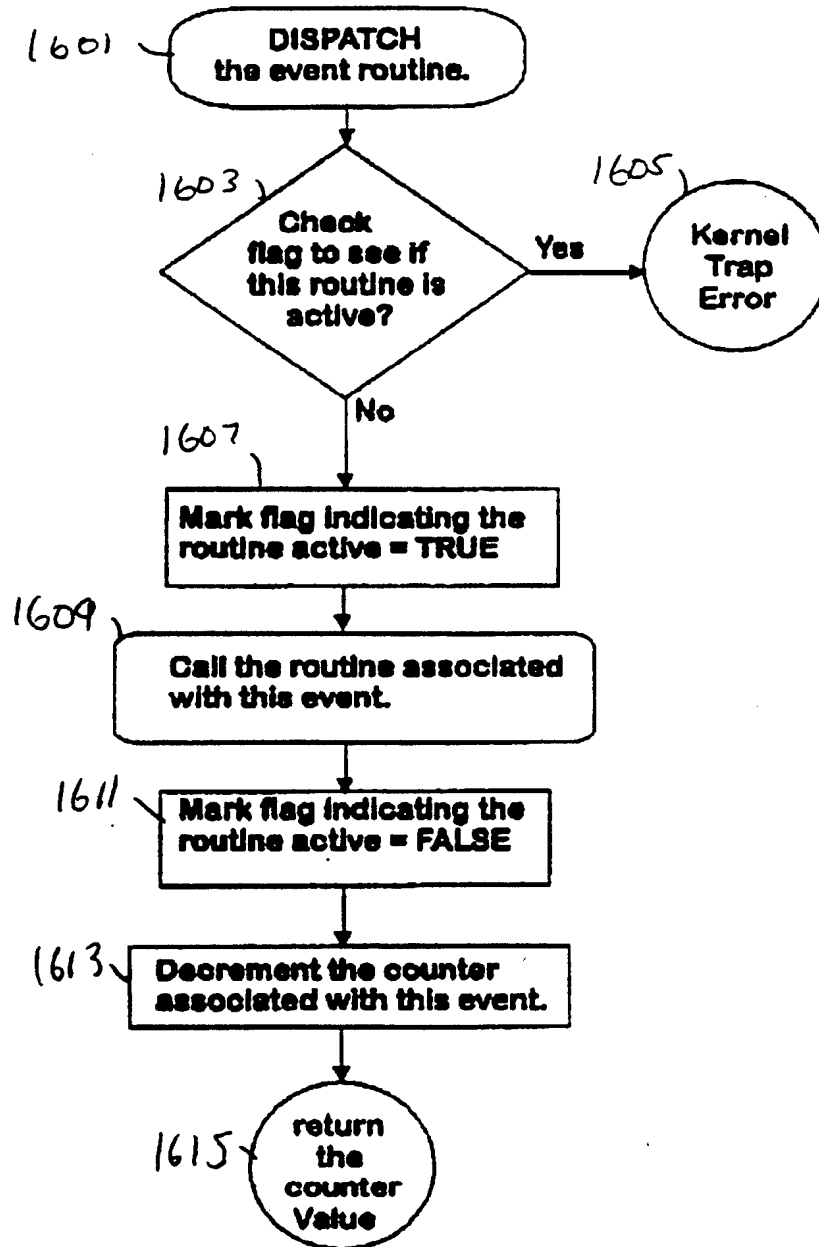 1601
DISPATCH
the event routine.
1603
Check
flag to see if
this routine is
active?
Yes
1605
Kernel
Trap
Error
No
1607
Mark flag indicating the
routine active = TRUE
1609
Call the routine associated
with this event.
1611
Mark flag indicating the
routine active = FALSE
1613
Decrement the counter
associated with this event.
1615
return
the
counter
Value